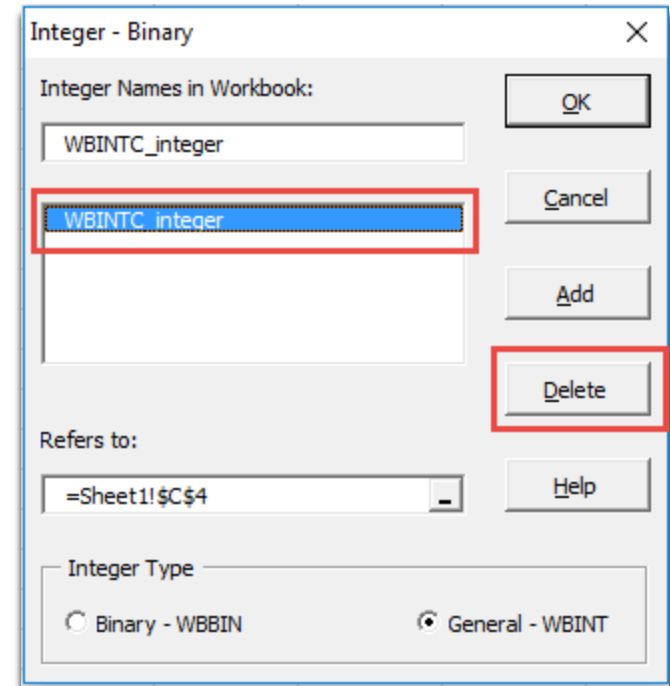 Integer - Binary
Integer Names in Workbook:
OK
WBINTC_integer
WBINTC_integer
Cancel
Add
Delete
Refers to:
=Sheet1!$C$4
Help
Integer Type
Binary - WBBIN
General - WBINT